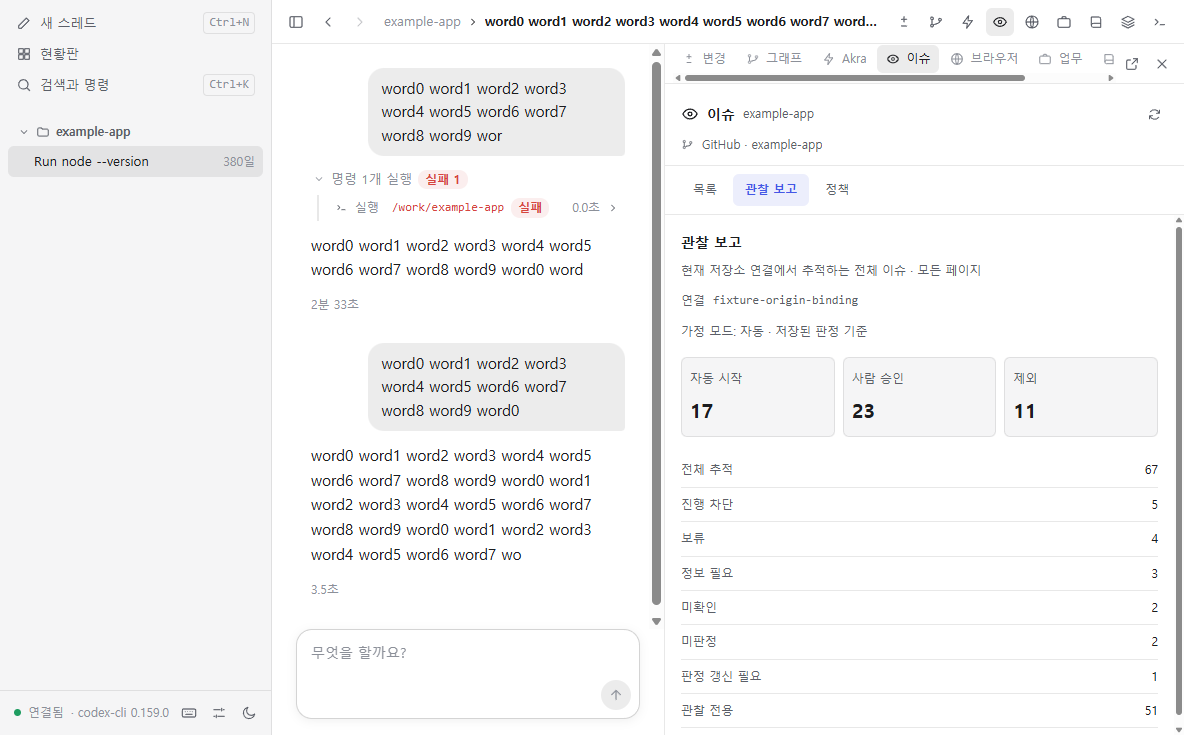 새 스레드
Ctrl+N
현황판
검색과 명령
Ctrl+K
example-app
Run node --version
380일
연결됨 · codex-cli 0.159.0
example-app
word0 word1 word2 word3 word4 word5 word6 word7 word...
word0 word1 word2 word3
word4 word5 word6 word7
word8 word9 wor
명령 1개 실행 실패 1
실행 /work/example-app 실패 0.0초
word0 word1 word2 word3 word4 word5
word6 word7 word8 word9 word0 word
2분 33초
word0 word1 word2 word3
word4 word5 word6 word7
word8 word9 word0
word0 word1 word2 word3 word4 word5
word6 word7 word8 word9 word0 word1
word2 word3 word4 word5 word6 word7
word8 word9 word0 word1 word2 word3
word4 word5 word6 word7 wo
3.5초
무엇을 할까요?
변경 그래프 Akra 이슈 브라우저 업무
이슈 example-app
GitHub · example-app
목록 관찰 보고 정책
관찰 보고
현재 저장소 연결에서 추적하는 전체 이슈 · 모든 페이지
연결 fixture-origin-binding
가정 모드: 자동 · 저장된 판정 기준
자동 시작
17
사람 승인
23
제외
11
전체 추적 67
진행 차단 5
보류 4
정보 필요 3
미확인 2
미판정 2
판정 갱신 필요 1
관찰 전용 51